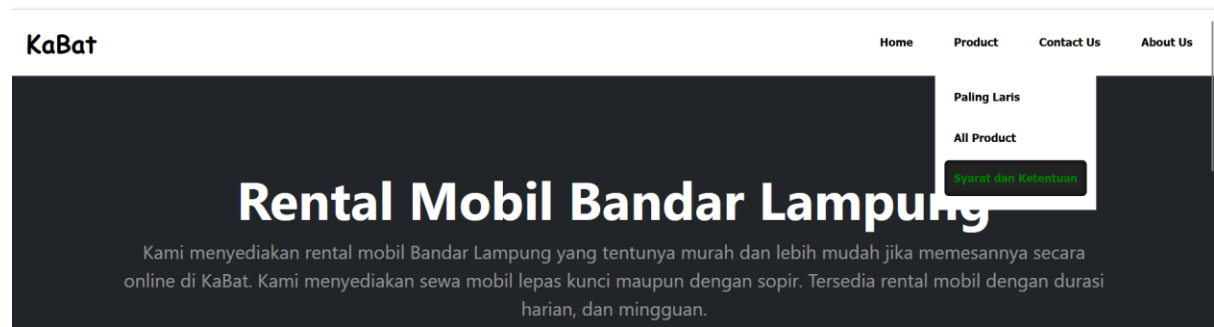 KaBat
Home Product Contact Us About Us
Paling Laris
All Product
Syarat dan Ketentuan
Rental Mobil Bandar Lampung
Kami menyediakan rental mobil Bandar Lampung yang tentunya murah dan lebih mudah jika memesannya secara
online di KaBat. Kami menyediakan sewa mobil lepas kunci maupun dengan sopir. Tersedia rental mobil dengan durasi
harian, dan mingguan.